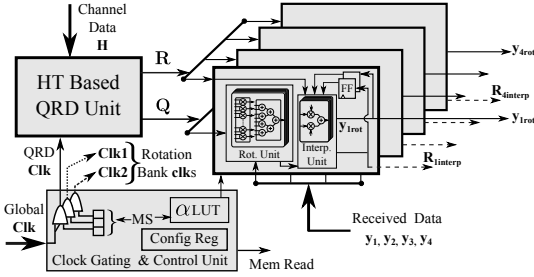 Channel
Data
H
HT Based
QRD Unit
R
Q
QRD
Clk
Clk1
Clk2
Rotation
Bank clks
Global
Clk
MS
αLUT
Config Reg
Clock Gating & Control Unit
Mem Read
Rot. Unit
Interp.
Unit
FF
y1rot
y4rot
R4interp
y1rot
R1interp
Received Data
y1, y2, y3, y4